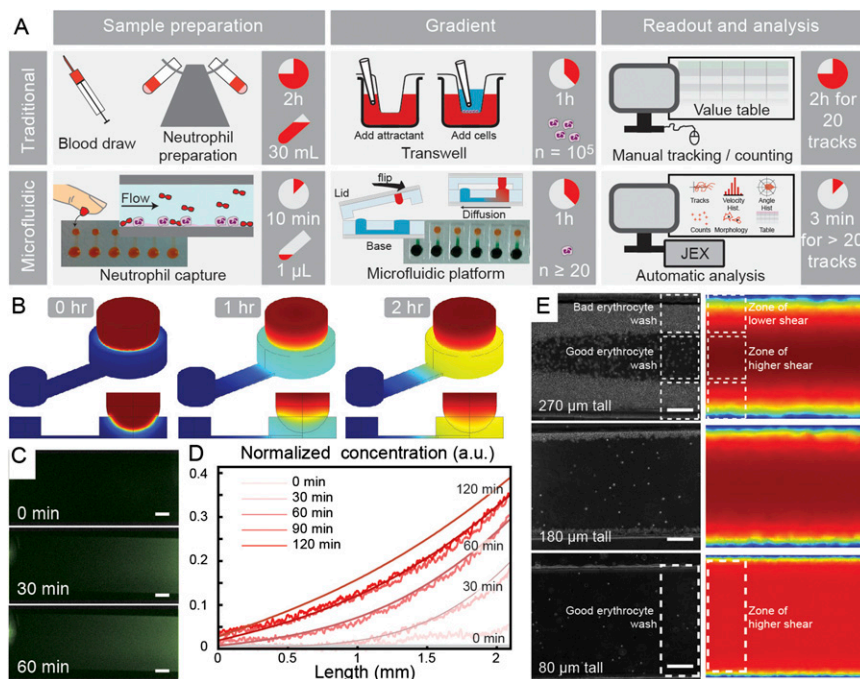 A
Sample preparation
Gradient
Readout and analysis
Traditional
Blood draw
Neutrophil
preparation
2h
30 mL
Add attractant
Add cells
Transwell
1h
n = 10⁵
Value table
Manual tracking / counting
2h for
20
tracks
Microfluidic
Flow
Neutrophil capture
10 min
1 µL
Lid
flip
Base
Diffusion
Microfluidic platform
1h
n ≥ 20
Tracks
Velocity
Hist.
Angle
Hist
Counts
Morphology
Table
JEX
Automatic analysis
3 min
for > 20
tracks
B
0 hr
1 hr
2 hr
C
0 min
30 min
60 min
D
Normalized concentration (a.u.)
0.4
0.3
0.2
0.1
0
0 min
30 min
60 min
90 min
120 min
120 min
60 min
30 min
0 min
0
0.5
1
1.5
2
Length (mm)
E
Bad erythrocyte
wash
Good erythrocyte
wash
270 µm tall
Zone of
lower shear
Zone of
higher shear
180 µm tall
Good erythrocyte
wash
80 µm tall
Zone of
higher shear